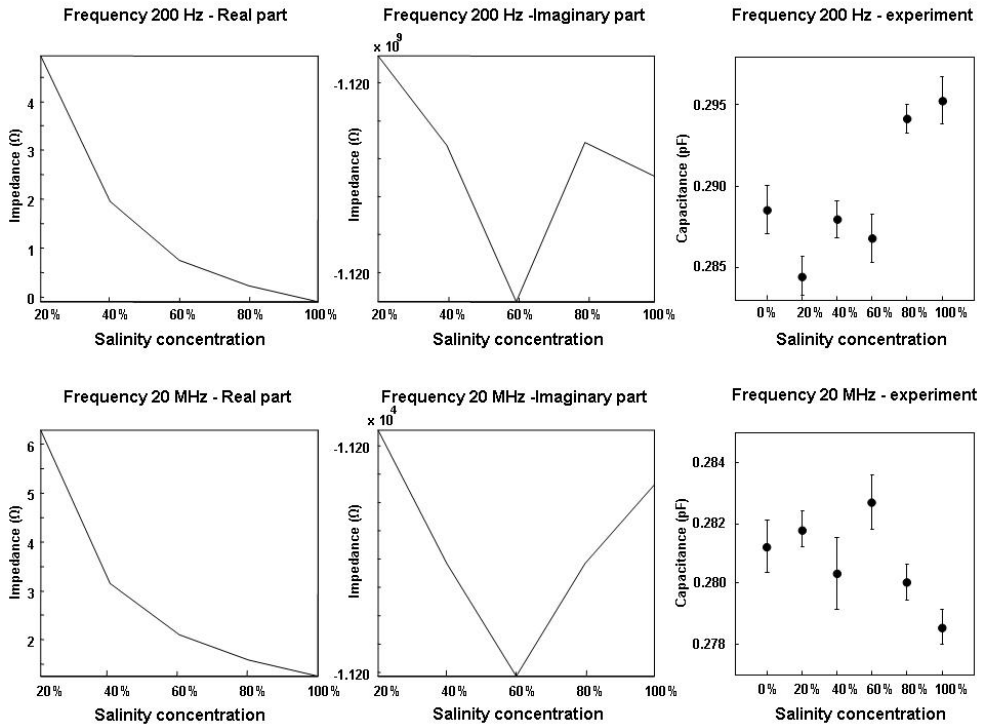 Frequency 200 Hz - Real part
Impedance (Ω)
4
3
2
1
0
20% 40% 60% 80% 100%
Salinity concentration
Frequency 200 Hz -Imaginary part
x 10^9
Impedance (Ω)
-1.120
-1.120
20% 40% 60% 80% 100%
Salinity concentration
Frequency 200 Hz - experiment
Capacitance (pF)
0.295
0.290
0.285
0% 20% 40% 60% 80% 100%
Salinity concentration
Frequency 20 MHz - Real part
Impedance (Ω)
6
5
4
3
2
20% 40% 60% 80% 100%
Salinity concentration
Frequency 20 MHz -Imaginary part
x 10^4
Impedance (Ω)
-1.120
-1.120
20% 40% 60% 80% 100%
Salinity concentration
Frequency 20 MHz - experiment
Capacitance (pF)
0.284
0.282
0.280
0.278
0% 20% 40% 60% 80% 100%
Salinity concentration